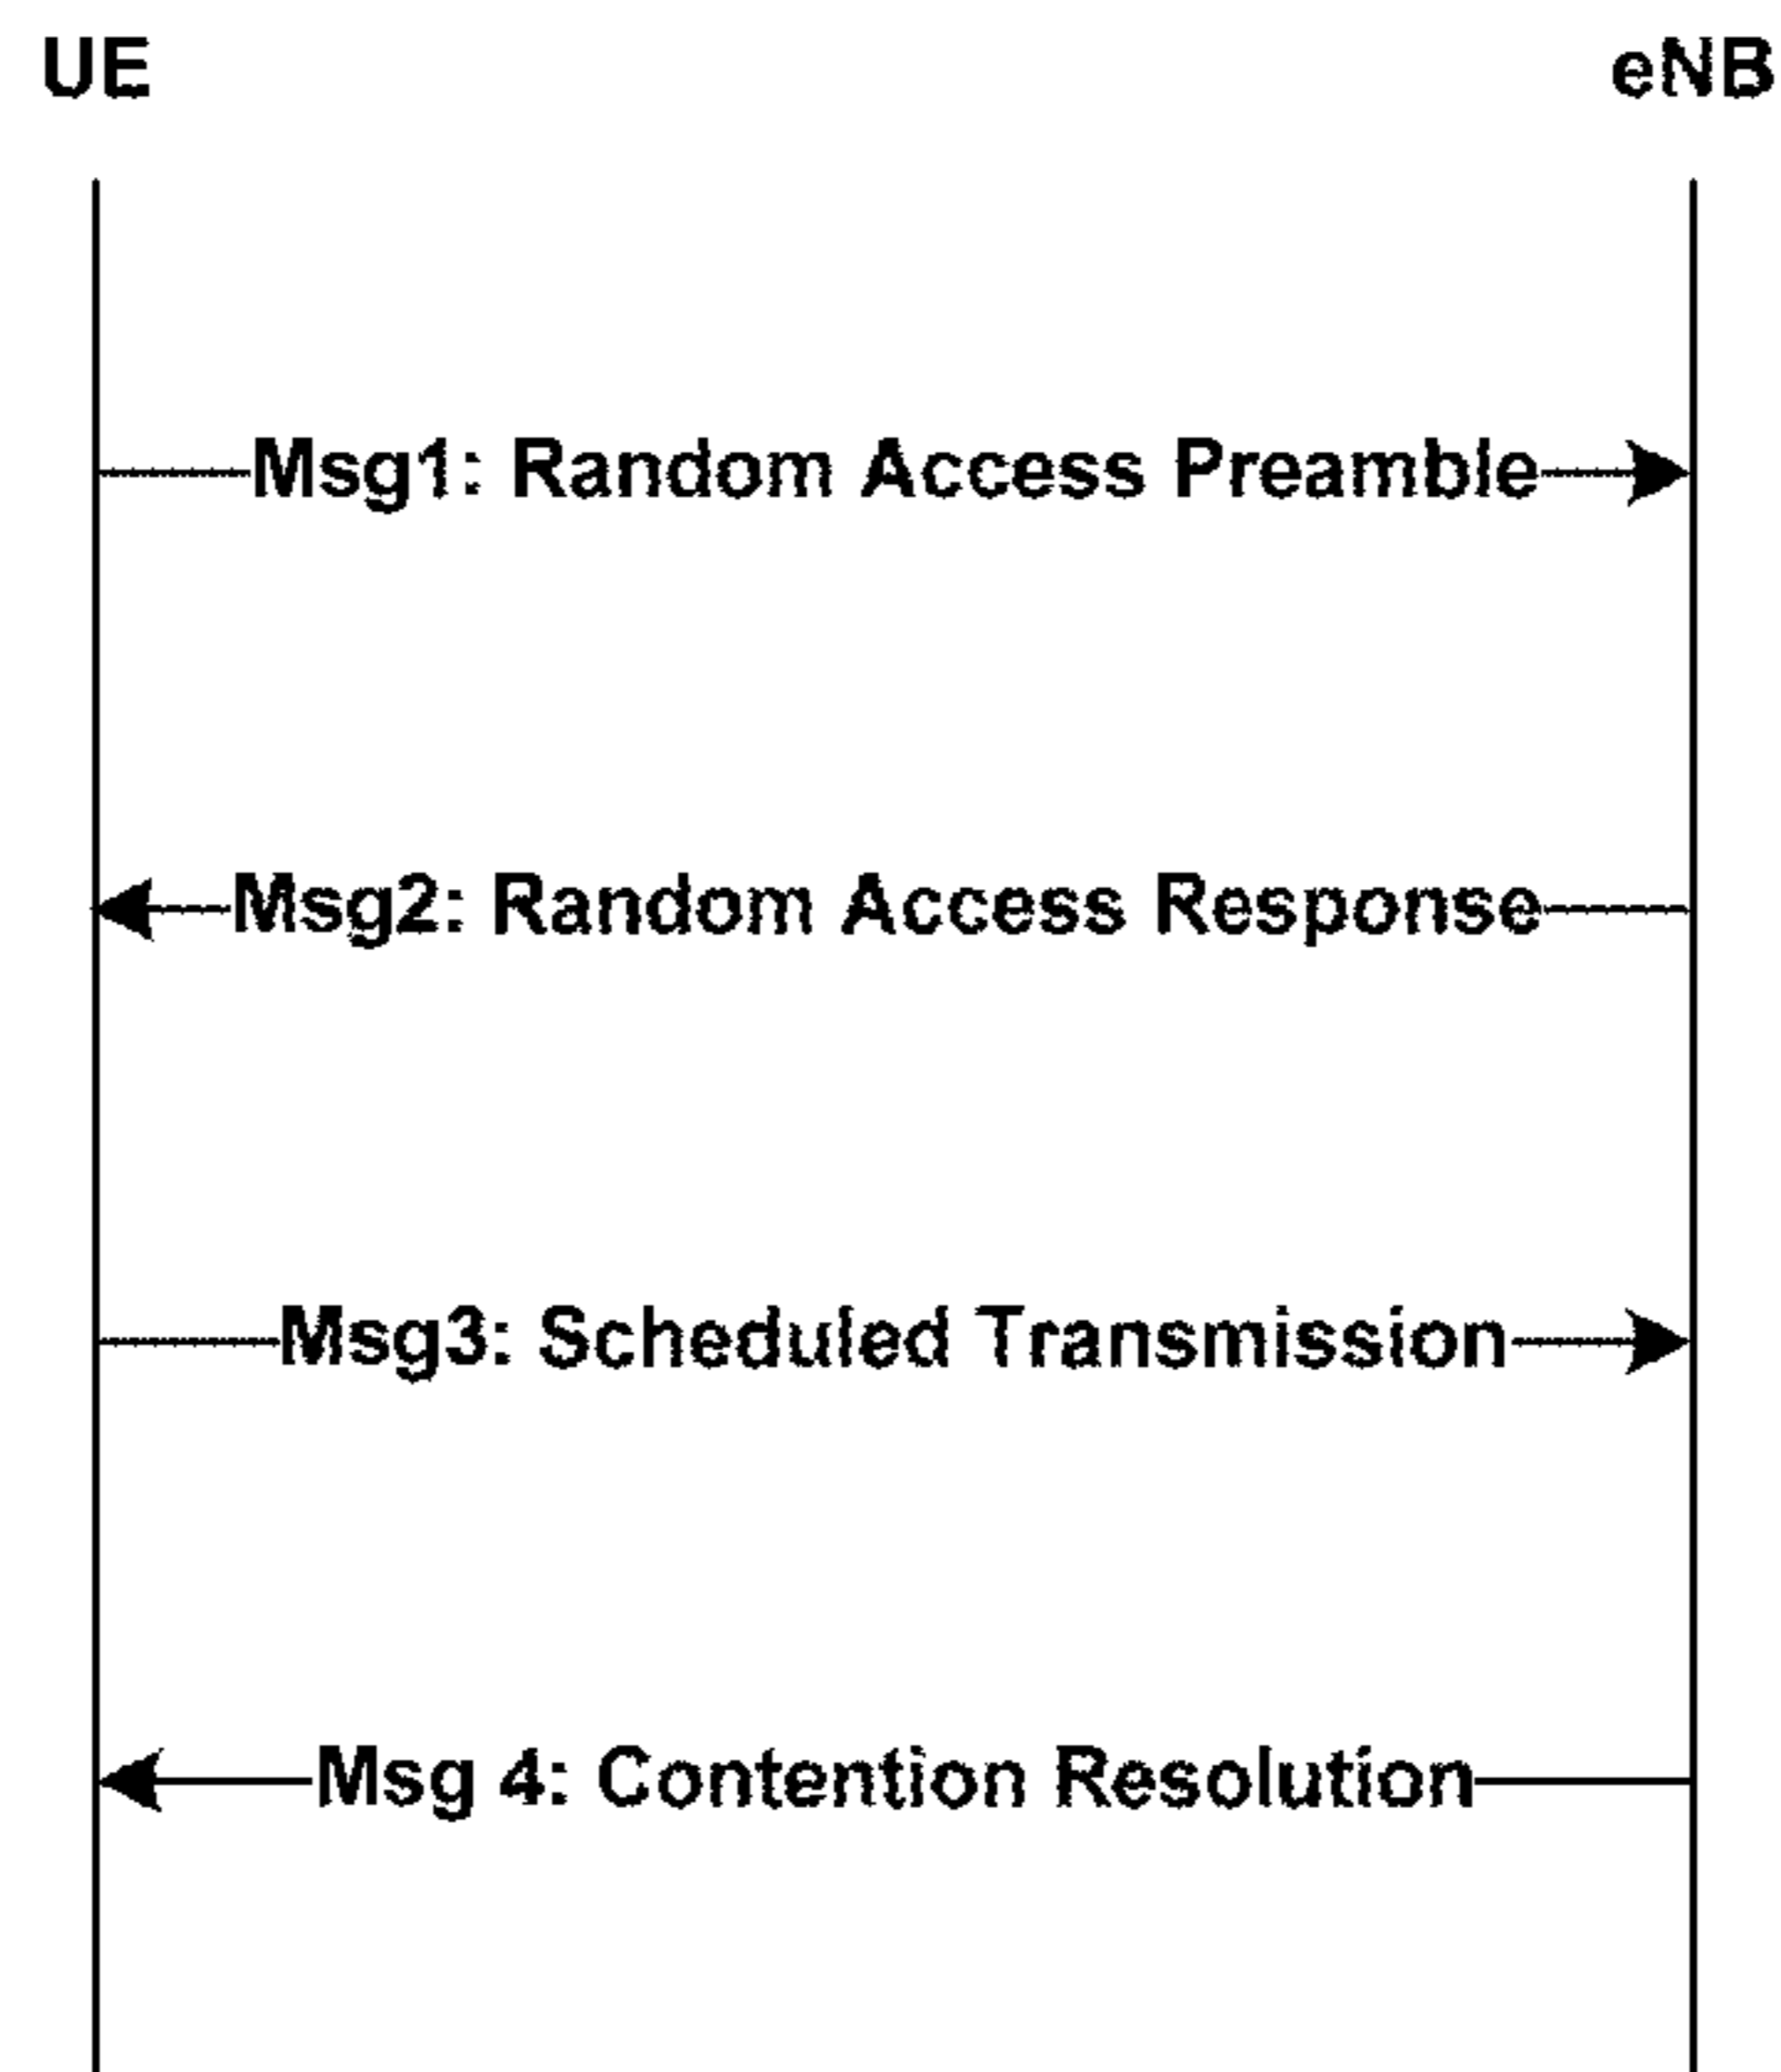 UE eNB
Msg1: Random Access Preamble
Msg2: Random Access Response
Msg3: Scheduled Transmission
Msg 4: Contention Resolution